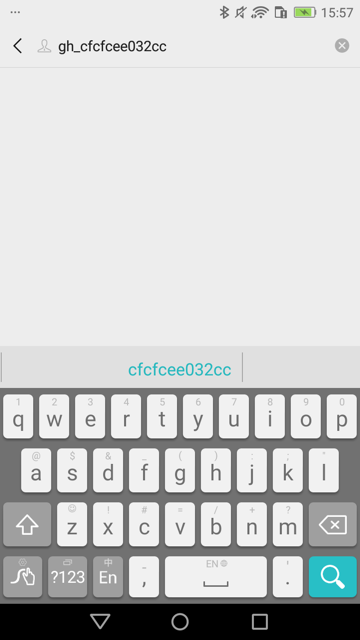 15:57
gh_cfcfcee032cc
cfcfcee032cc
1 2 3 4 5 6 7 8 9 0
q w e r t y u i o p
@ $ & _ ( ) : ; "
a s d f g h j k l
! # = / + ?
z x c v b n m
中 EN '
?123 En , .